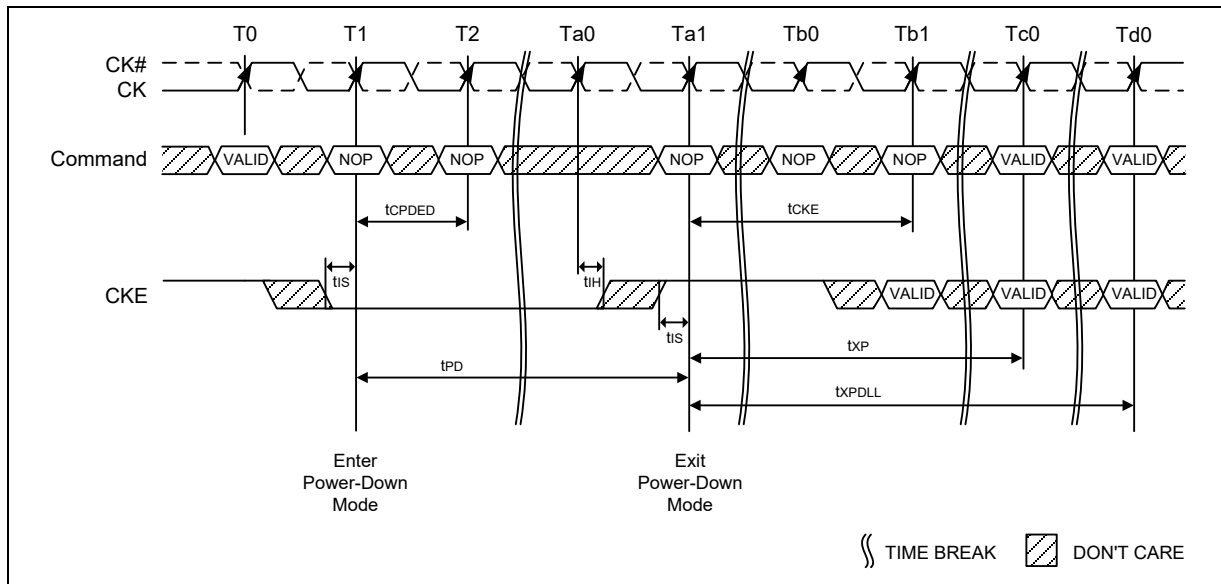 T0 T1 T2 Ta0 Ta1 Tb0 Tb1 Tc0 Td0
CK#
CK
Command VALID NOP NOP NOP NOP NOP VALID VALID
tCPDED tCKE
tIS tIH
CKE VALID VALID VALID
tIS
tXP
tPD
tXPDLL
Enter
Power-Down
Mode
Exit
Power-Down
Mode
TIME BREAK DON'T CARE